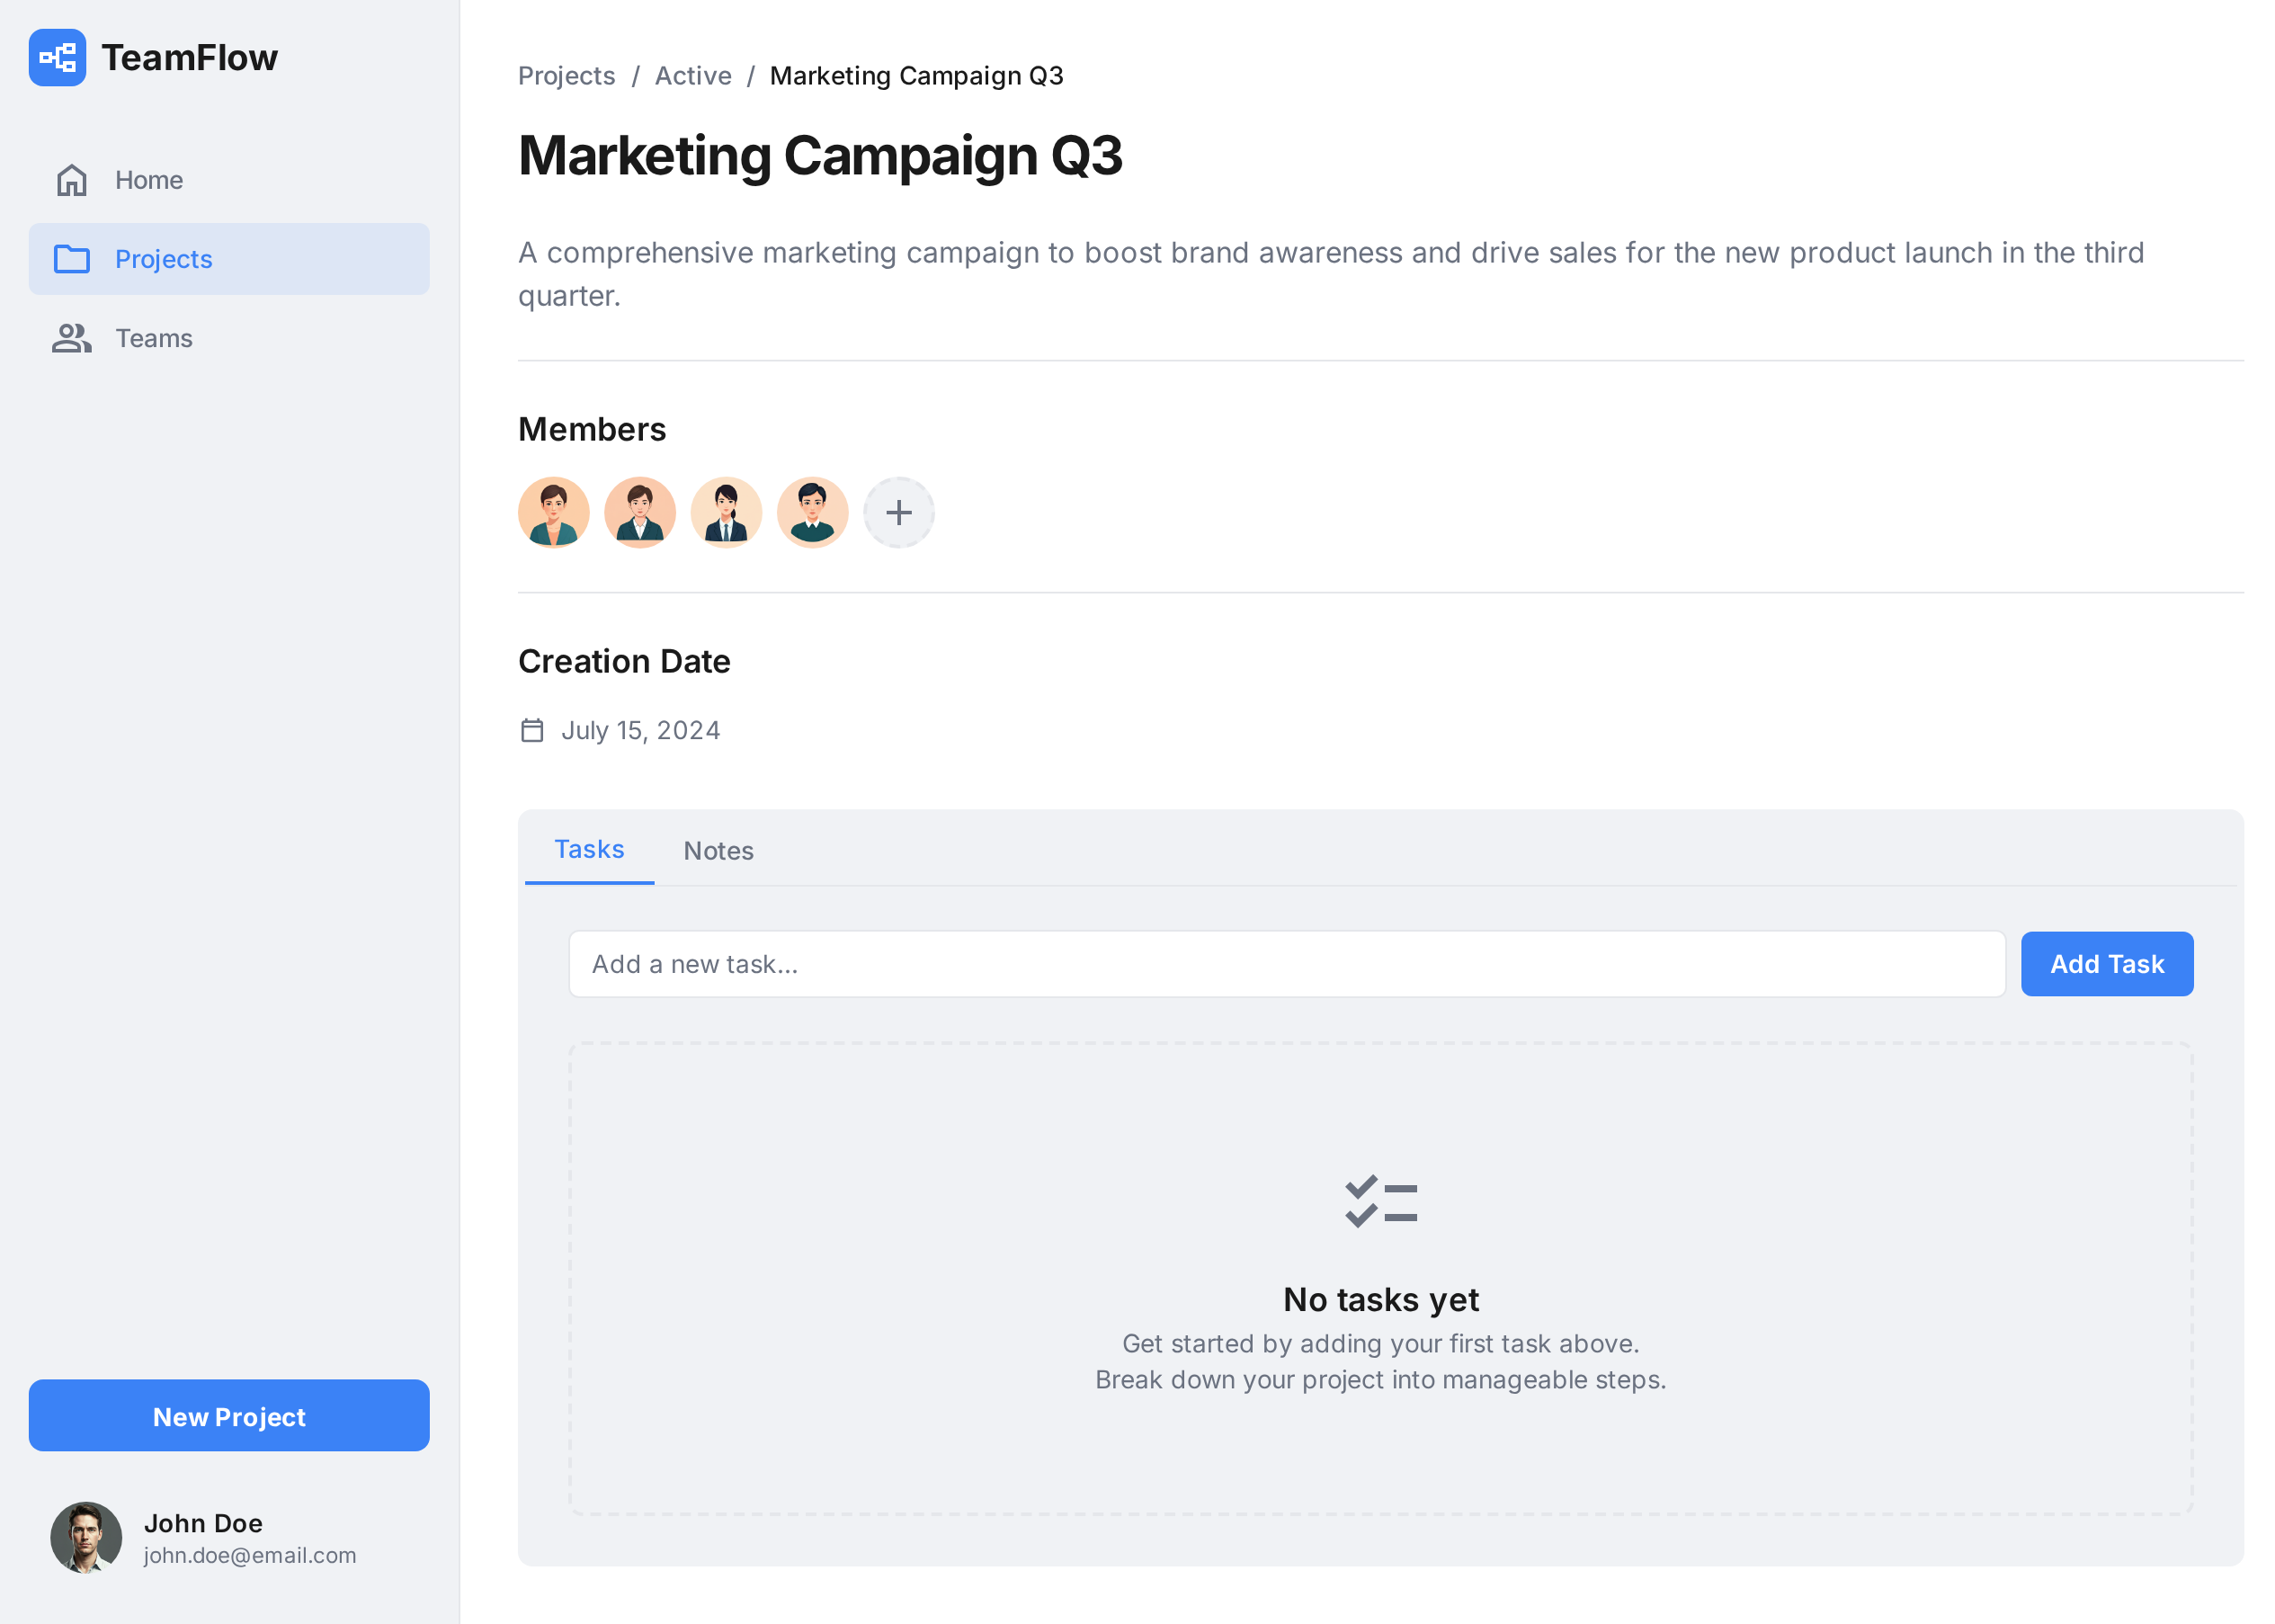 TeamFlow
Home
Projects
Teams
New Project
John Doe
john.doe@email.com
Projects / Active / Marketing Campaign Q3
Marketing Campaign Q3
A comprehensive marketing campaign to boost brand awareness and drive sales for the new product launch in the third
quarter.
Members
Creation Date
July 15, 2024
Tasks Notes
Add a new task...
Add Task
No tasks yet
Get started by adding your first task above.
Break down your project into manageable steps.